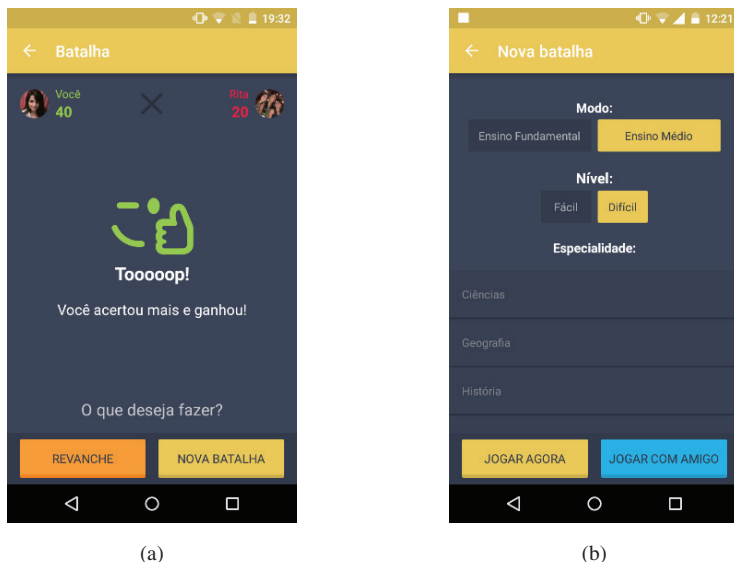 19:32
Batalha
Você
40
Rita
20
Tooooop!
Você acertou mais e ganhou!
O que deseja fazer?
REVANCHE
NOVA BATALHA
(a)
12:21
Nova batalha
Modo:
Ensino Fundamental
Ensino Médio
Nível:
Fácil
Difícil
Especialidade:
Ciências
Geografia
História
JOGAR AGORA
JOGAR COM AMIGO
(b)